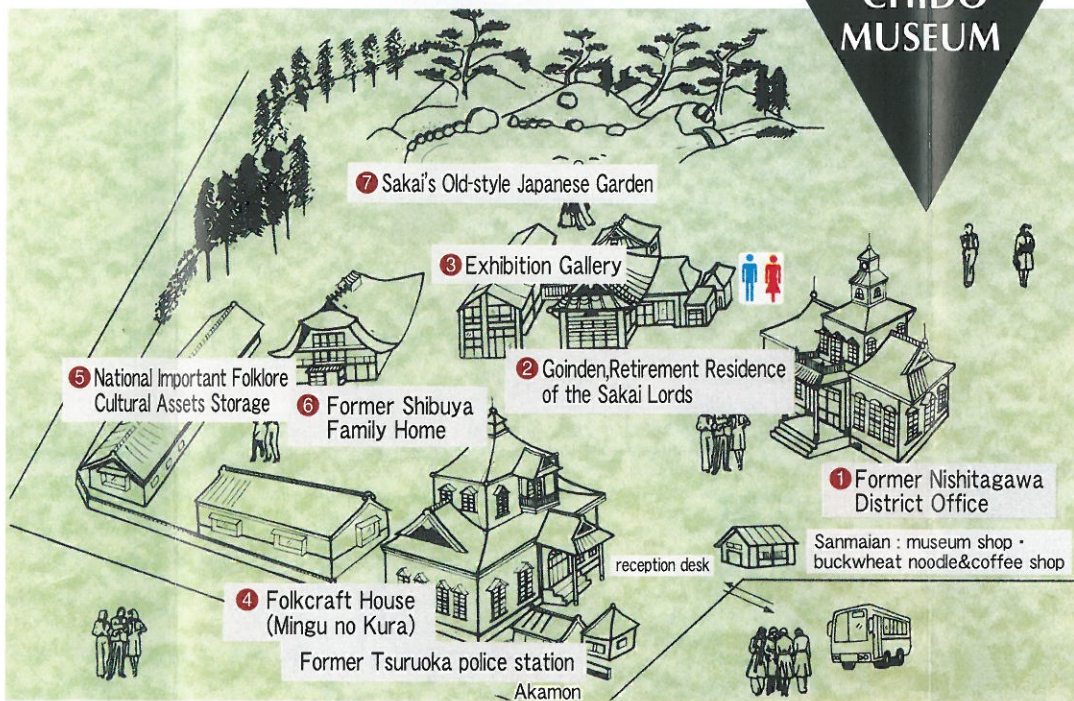 CHIDO
MUSEUM
7 Sakai's Old-style Japanese Garden
3 Exhibition Gallery
2 Goinden,Retirement Residence
of the Sakai Lords
5 National Important Folklore
Cultural Assets Storage
6 Former Shibuya
Family Home
1 Former Nishitagawa
District Office
Sanmaian : museum shop・
buckwheat noodle&coffee shop
reception desk
4 Folkcraft House
(Mingu no Kura)
Former Tsuruoka police station
Akamon